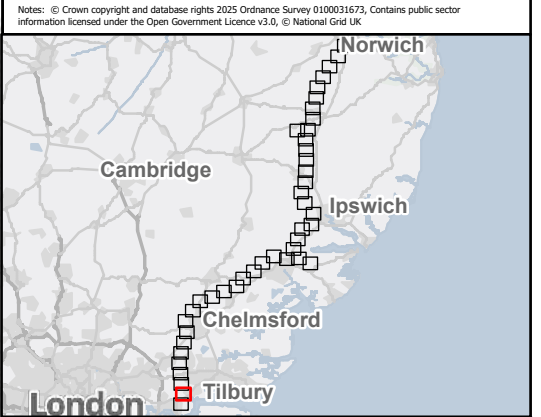 Notes: © Crown copyright and database rights 2025 Ordnance Survey 0100031673, Contains public sector
information licensed under the Open Government Licence v3.0, © National Grid UK
Norwich
Cambridge
Ipswich
Chelmsford
Tilbury
London